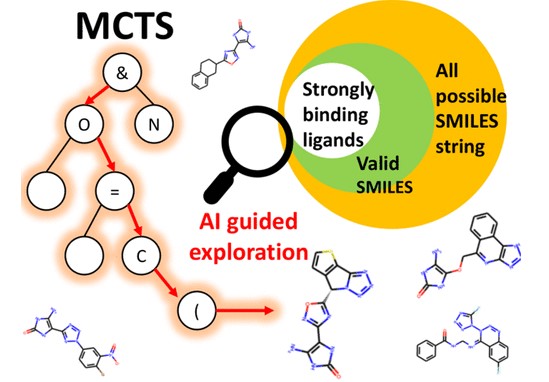 MCTS
&
O
N
=
C
(
AI guided
exploration
Strongly
binding
ligands
Valid
SMILES
All
possible
SMILES
string